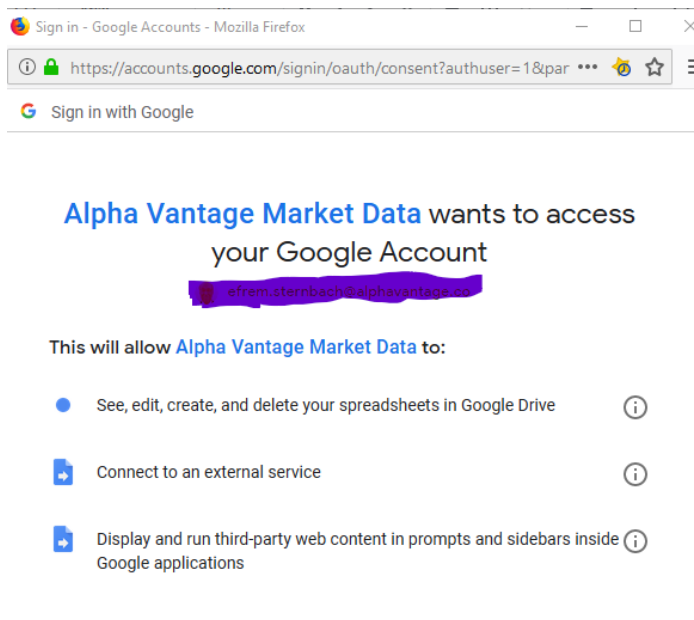 Sign in - Google Accounts - Mozilla Firefox
https://accounts.google.com/signin/oauth/consent?authuser=1&par
Sign in with Google
Alpha Vantage Market Data wants to access
your Google Account
This will allow Alpha Vantage Market Data to:
See, edit, create, and delete your spreadsheets in Google Drive
Connect to an external service
Display and run third-party web content in prompts and sidebars inside
Google applications